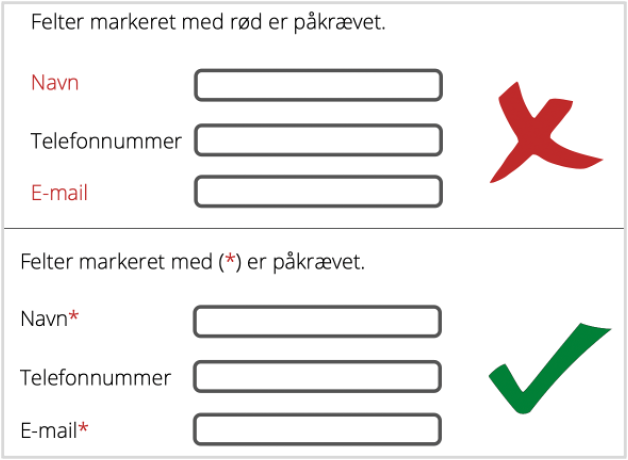 Felter markeret med rød er påkrævet.
Navn
Telefonnummer
E-mail
Felter markeret med (*) er påkrævet.
Navn*
Telefonnummer
E-mail*